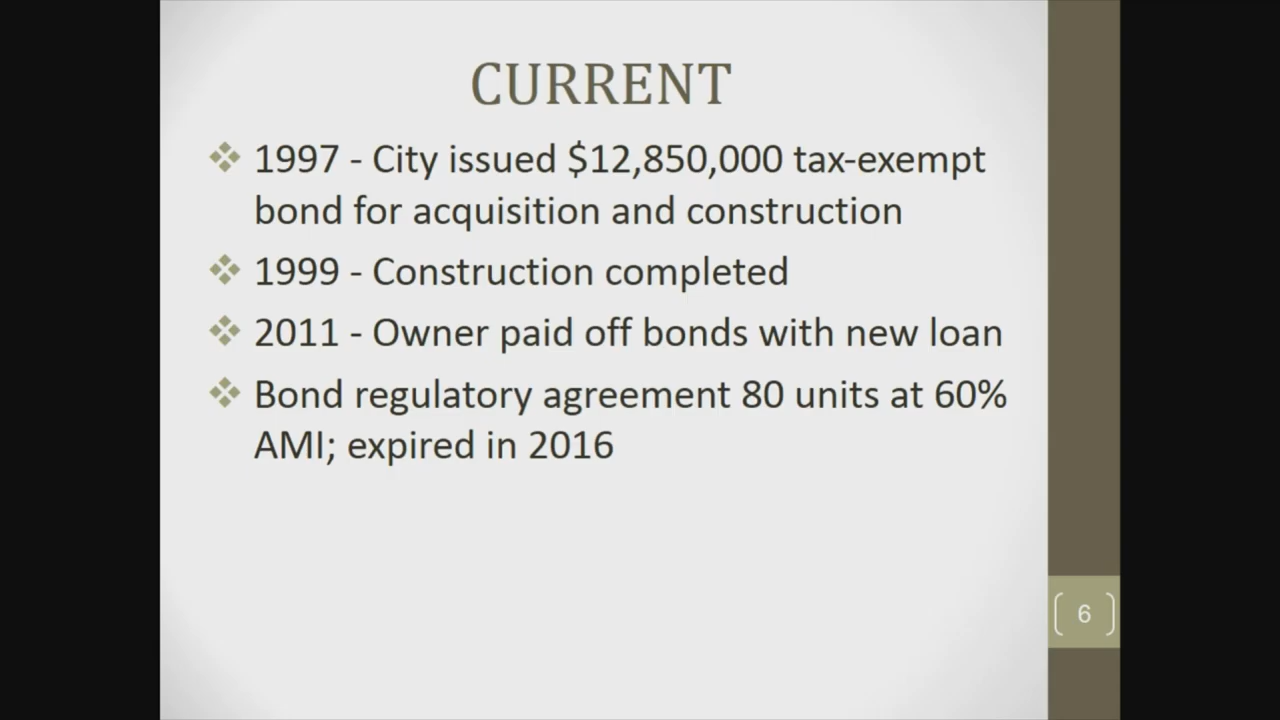 CURRENT
1997 - City issued $12,850,000 tax-exempt
bond for acquisition and construction
1999 - Construction completed
2011 - Owner paid off bonds with new loan
Bond regulatory agreement 80 units at 60%
AMI; expired in 2016
6